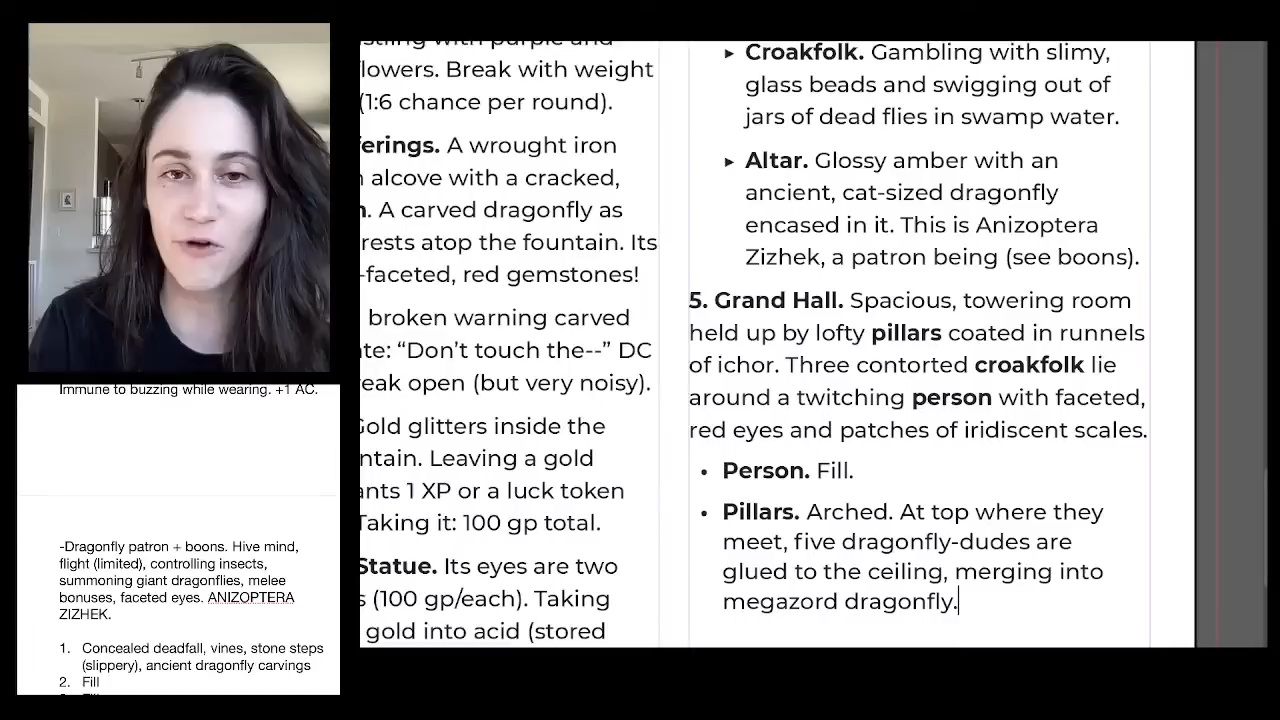 Immune to buzzing while wearing. +1 AC.
-Dragonfly patron + boons. Hive mind,
flight (limited), controlling insects,
summoning giant dragonflies, melee
bonuses, faceted eyes. ANIZOPTERA
ZIZHEK.
1. Concealed deadfall, vines, stone steps
(slippery), ancient dragonfly carvings
2. Fill
flowers. Break with weight
(1:6 chance per round).
ferings. A wrought iron
alcove with a cracked,
. A carved dragonfly as
rests atop the fountain. Its
-faceted, red gemstones!
broken warning carved
te: “Don’t touch the--” DC
eak open (but very noisy).
Gold glitters inside the
ntain. Leaving a gold
ants 1 XP or a luck token
Taking it: 100 gp total.
Statue. Its eyes are two
s (100 gp/each). Taking
gold into acid (stored
▸ Croakfolk. Gambling with slimy,
glass beads and swigging out of
jars of dead flies in swamp water.
▸ Altar. Glossy amber with an
ancient, cat-sized dragonfly
encased in it. This is Anizoptera
Zizhek, a patron being (see boons).
5. Grand Hall. Spacious, towering room
held up by lofty pillars coated in runnels
of ichor. Three contorted croakfolk lie
around a twitching person with faceted,
red eyes and patches of iridiscent scales.
• Person. Fill.
• Pillars. Arched. At top where they
meet, five dragonfly-dudes are
glued to the ceiling, merging into
megazord dragonfly.